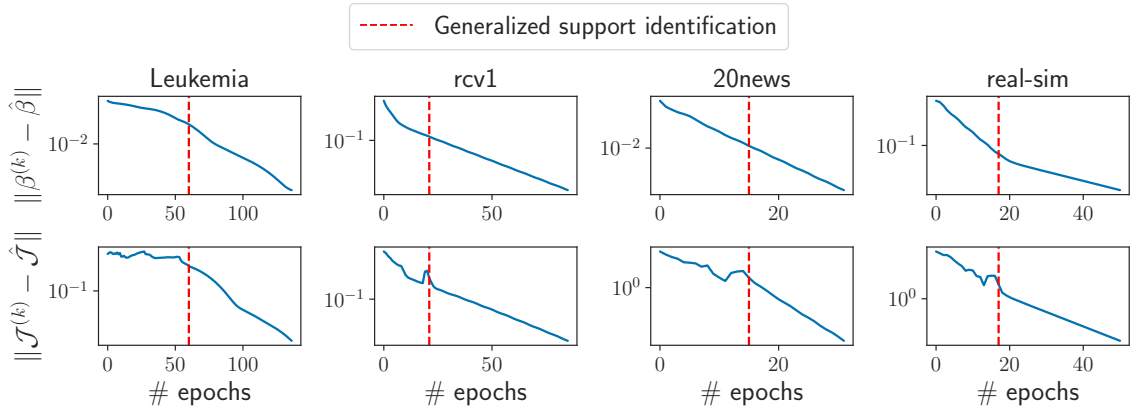 Generalized support identification
Leukemia rcv1 20news real-sim
‖β^(k) − β̂‖
10^−2 10^−1 10^−2 10^−1
0 50 100 0 50 0 20 0 20 40
‖𝒥^(k) − 𝒥̂‖
10^−1 10^−1 10^0 10^0
0 50 100 0 50 0 20 0 20 40
# epochs # epochs # epochs # epochs